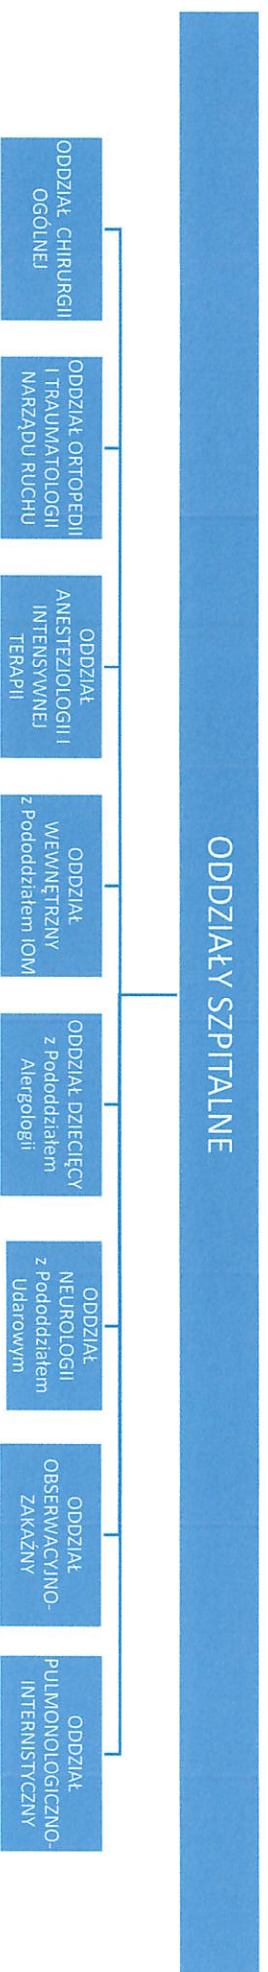 ODDZIAŁY SZPITALNE
ODDZIAŁ CHIRURGII
OGÓLNEJ
ODDZIAŁ ORTOPEDII
I TRAUMATOLOGII
NARZĄDU RUCHU
ODDZIAŁ
ANESTEZJOLOGII I
INTENSYWNEJ
TERAPII
ODDZIAŁ
WEWNĘTRZNY
z Pododdziałem IOM
ODDZIAŁ DZIECIĘCY
z Pododdziałem
Alergologii
ODDZIAŁ
NEUROLOGII
z Pododdziałem
Udarowym
ODDZIAŁ
OBSERWACYJNO-
ZAKAŹNY
ODDZIAŁ
PULMONOLOGICZNO-
INTERNISTYCZNY